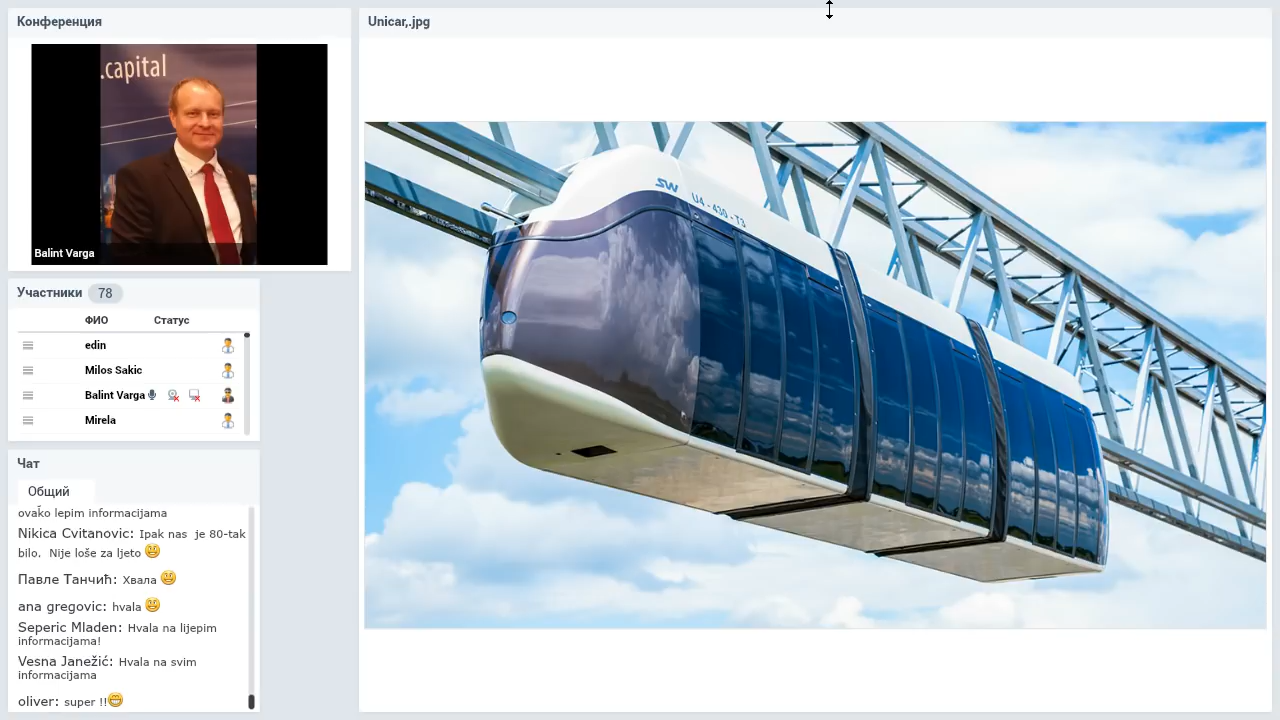 Конференция
.capital
Balint Varga
Участники 78
ФИО Статус
edin
Milos Sakic
Balint Varga
Mirela
Чат
Общий
ovako lepim informacijama
Nikica Cvitanovic: Ipak nas je 80-tak
bilo. Nije loše za ljeto
Павле Танчић: Хвала
ana gregovic: hvala
Seperic Mladen: Hvala na lijepim
informacijama!
Vesna Janežić: Hvala na svim
informacijama
oliver: super !!
Unicar,.jpg
SW
U4-430-T3